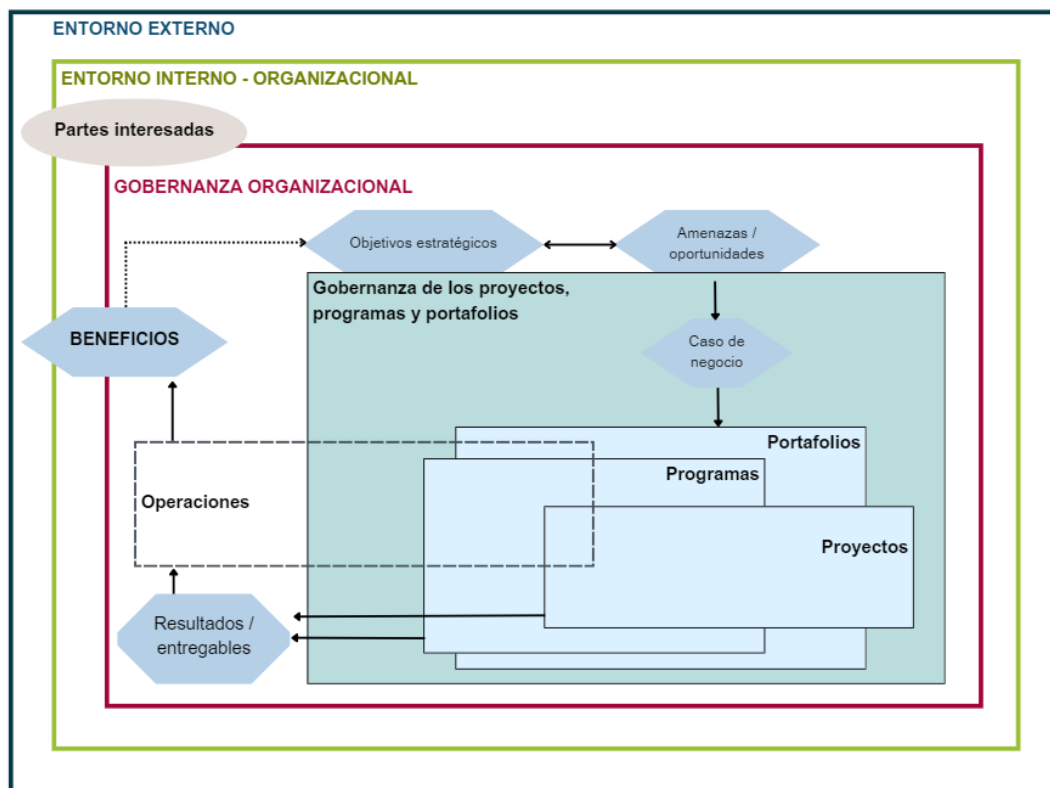 ENTORNO EXTERNO
ENTORNO INTERNO - ORGANIZACIONAL
Partes interesadas
GOBERNANZA ORGANIZACIONAL
Objetivos estratégicos
Amenazas /
oportunidades
Gobernanza de los proyectos,
programas y portafolios
BENEFICIOS
Caso de
negocio
Portafolios
Programas
Operaciones
Proyectos
Resultados /
entregables